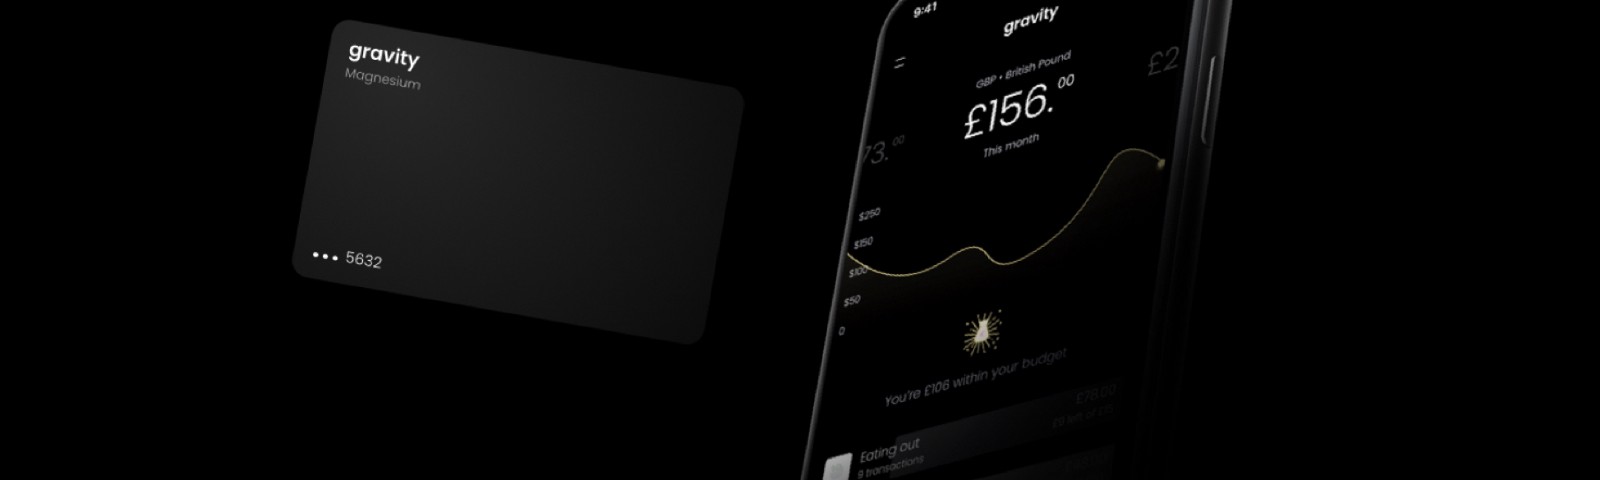 gravity
Magnesium
••• 5632
9:41
gravity
GBP • British Pound
£156.00
This month
73.00
£2
$250
$150
$100
$50
0
You're £106 within your budget
Eating out
9 transactions
£78.00